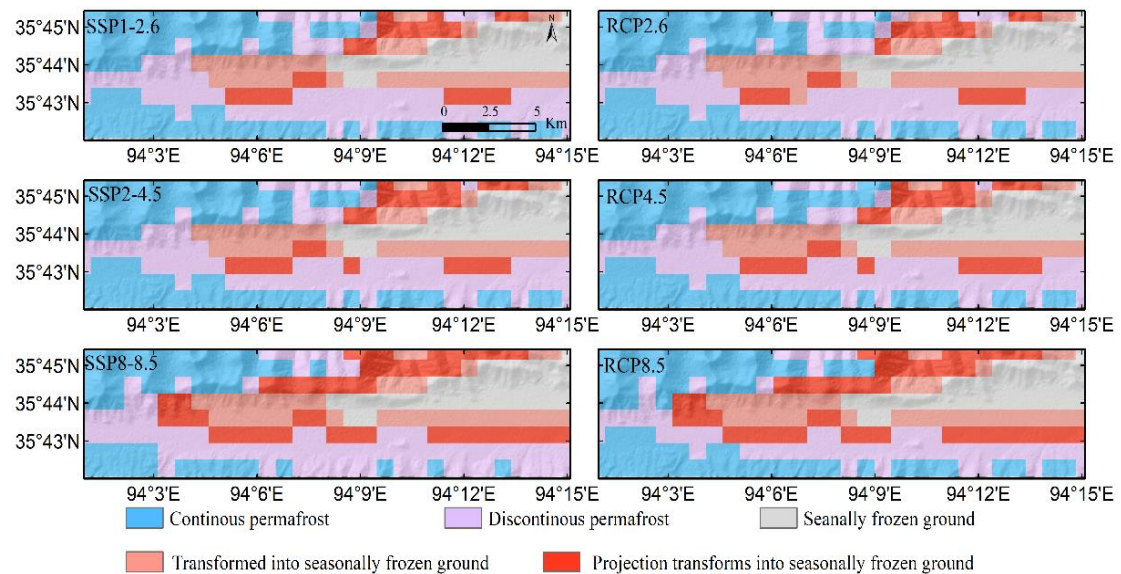 35°45′N SSP1-2.6 N RCP2.6
35°44′E
35°43′N 0 2.5 5
Km
94°3′E 94°6′E 94°9′E 94°12′E 94°15′E 94°3′E 94°6′E 94°9′E 94°12′E 94°15′E
35°45′N SSP2-4.5 RCP4.5
35°44′E
35°43′N
94°3′E 94°6′E 94°9′E 94°12′E 94°15′E 94°3′E 94°6′E 94°9′E 94°12′E 94°15′E
35°45′N SSP8-8.5 RCP8.5
35°44′E
35°43′N
94°3′E 94°6′E 94°9′E 94°12′E 94°15′E 94°3′E 94°6′E 94°9′E 94°12′E 94°15′E
Continous permafrost Discontinous permafrost Seanally frozen ground
Transformed into seasonally frozen ground Projection transforms into seasonally frozen ground